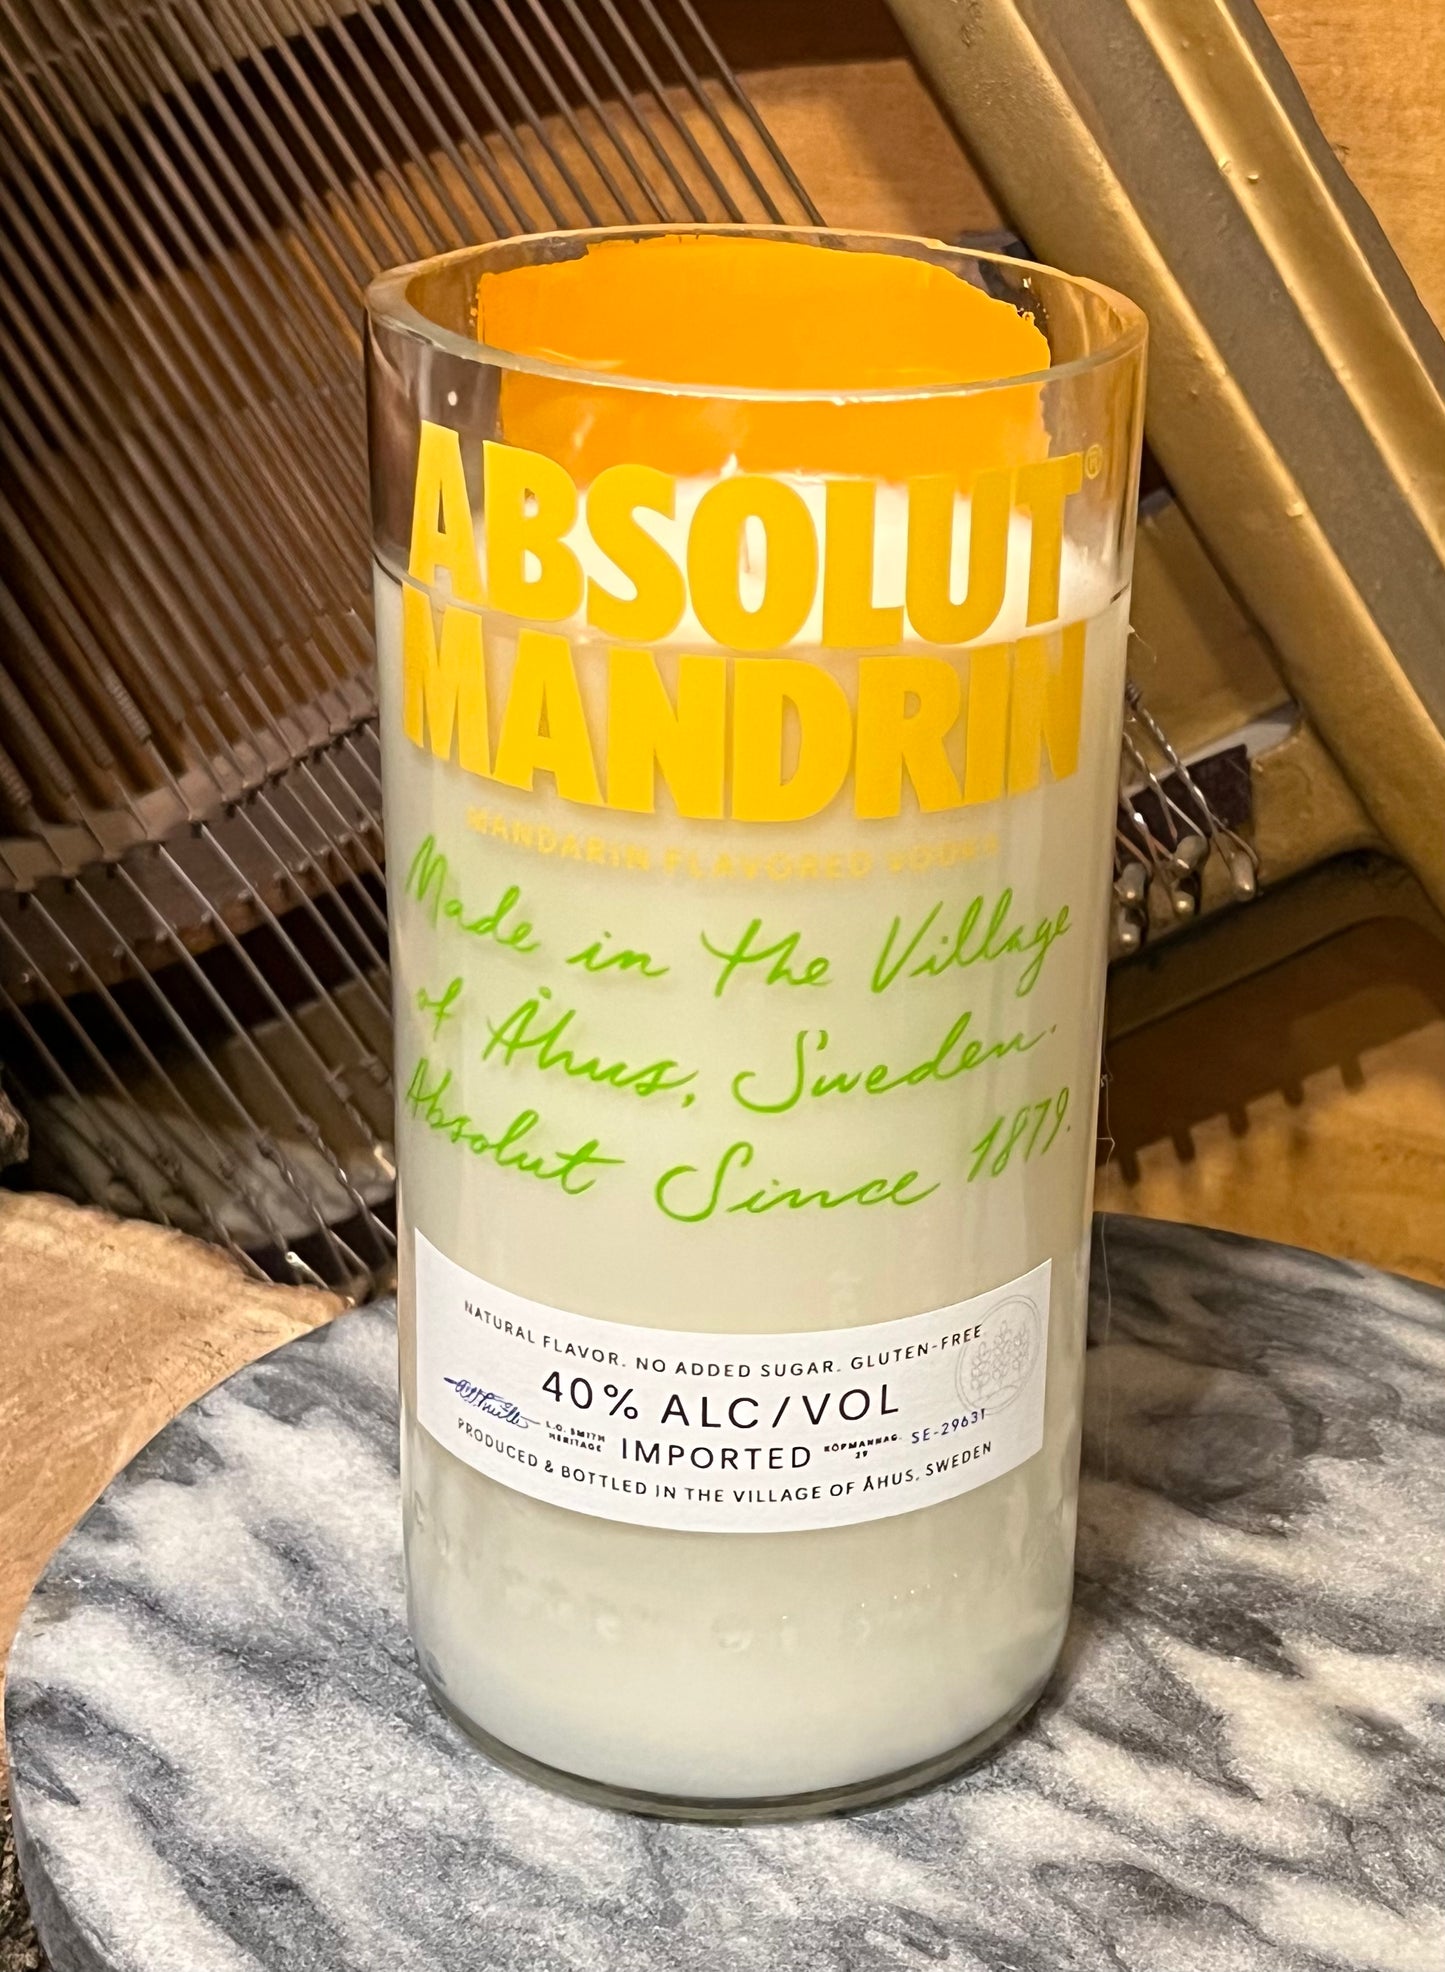 ABSOLUT®
MANDRIN
MANDARIN FLAVORED VODKA
Made in the Village
of Åhus, Sweden.
Absolut Since 1879.
NATURAL FLAVOR. NO ADDED SUGAR. GLUTEN-FREE
40% ALC/VOL
L.O. SMITH
HERITAGE
IMPORTED
KÖPMANNAG.
29
SE-29631
PRODUCED & BOTTLED IN THE VILLAGE OF ÅHUS, SWEDEN